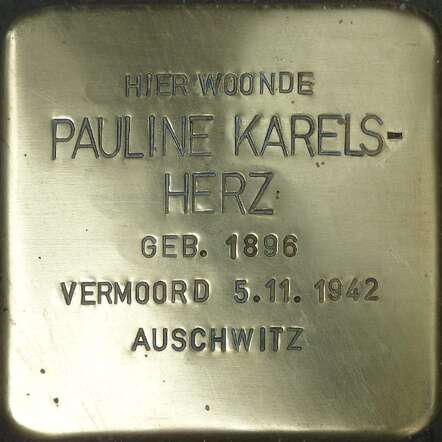 HIER WOONDE
PAULINE KARELS-
HERZ
GEB. 1896
VERMOORD 5.11.1942
AUSCHWITZ